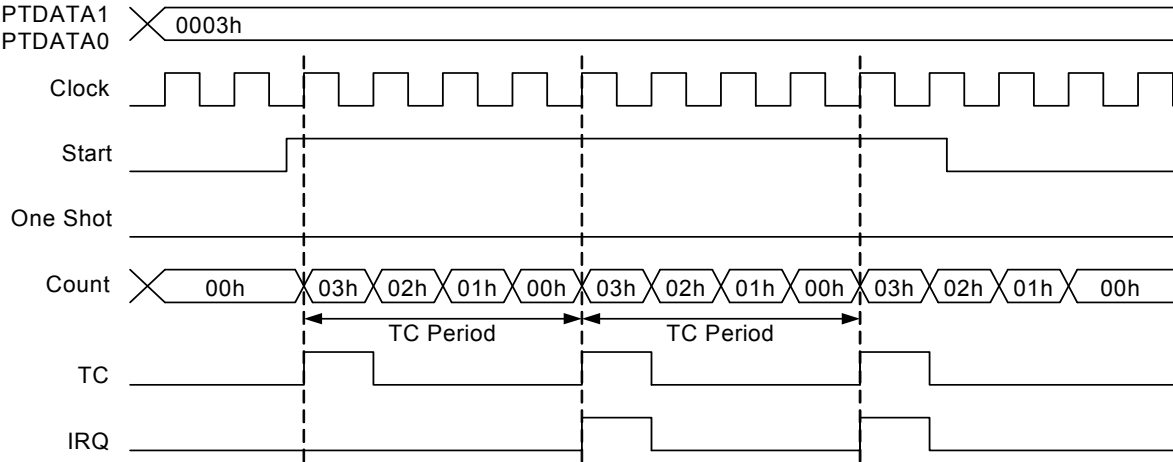 PTDATA1
PTDATA0
0003h
Clock
Start
One Shot
Count
00h 03h 02h 01h 00h 03h 02h 01h 00h 03h 02h 01h 00h
TC Period TC Period
TC
IRQ